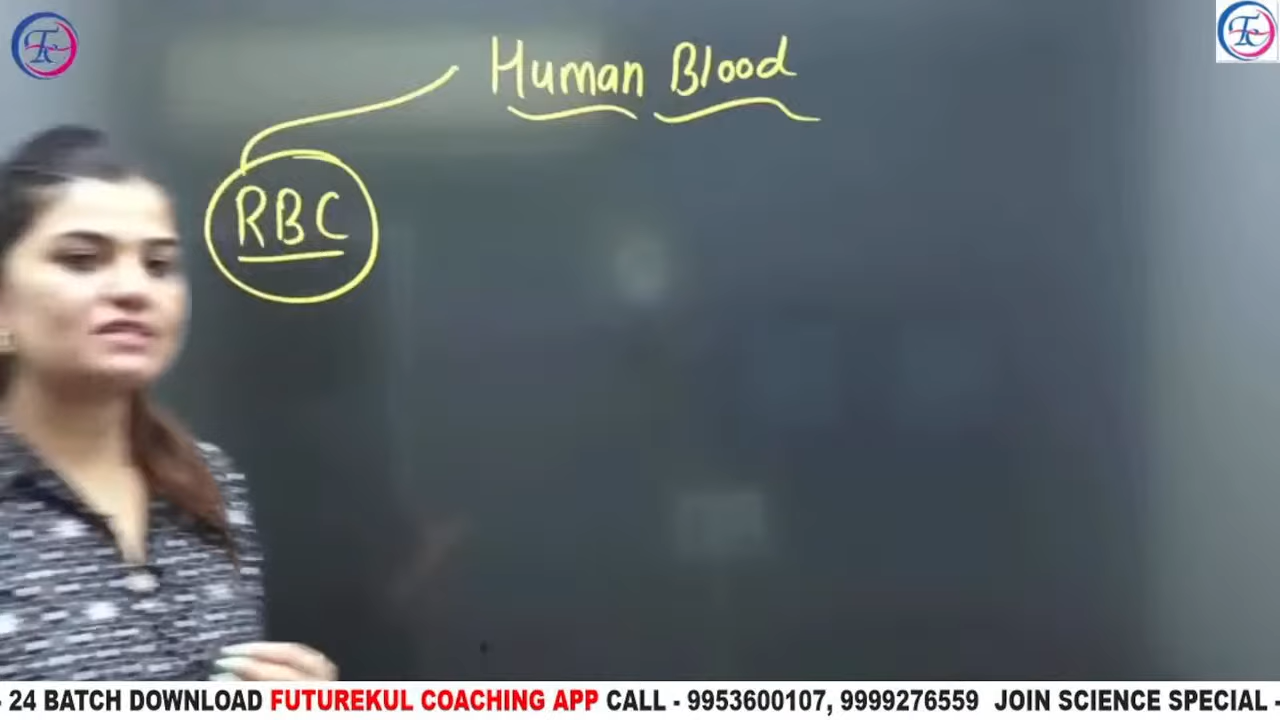 Human Blood
RBC
- 24 BATCH DOWNLOAD FUTUREKUL COACHING APP CALL - 9953600107, 9999276559 JOIN SCIENCE SPECIAL -